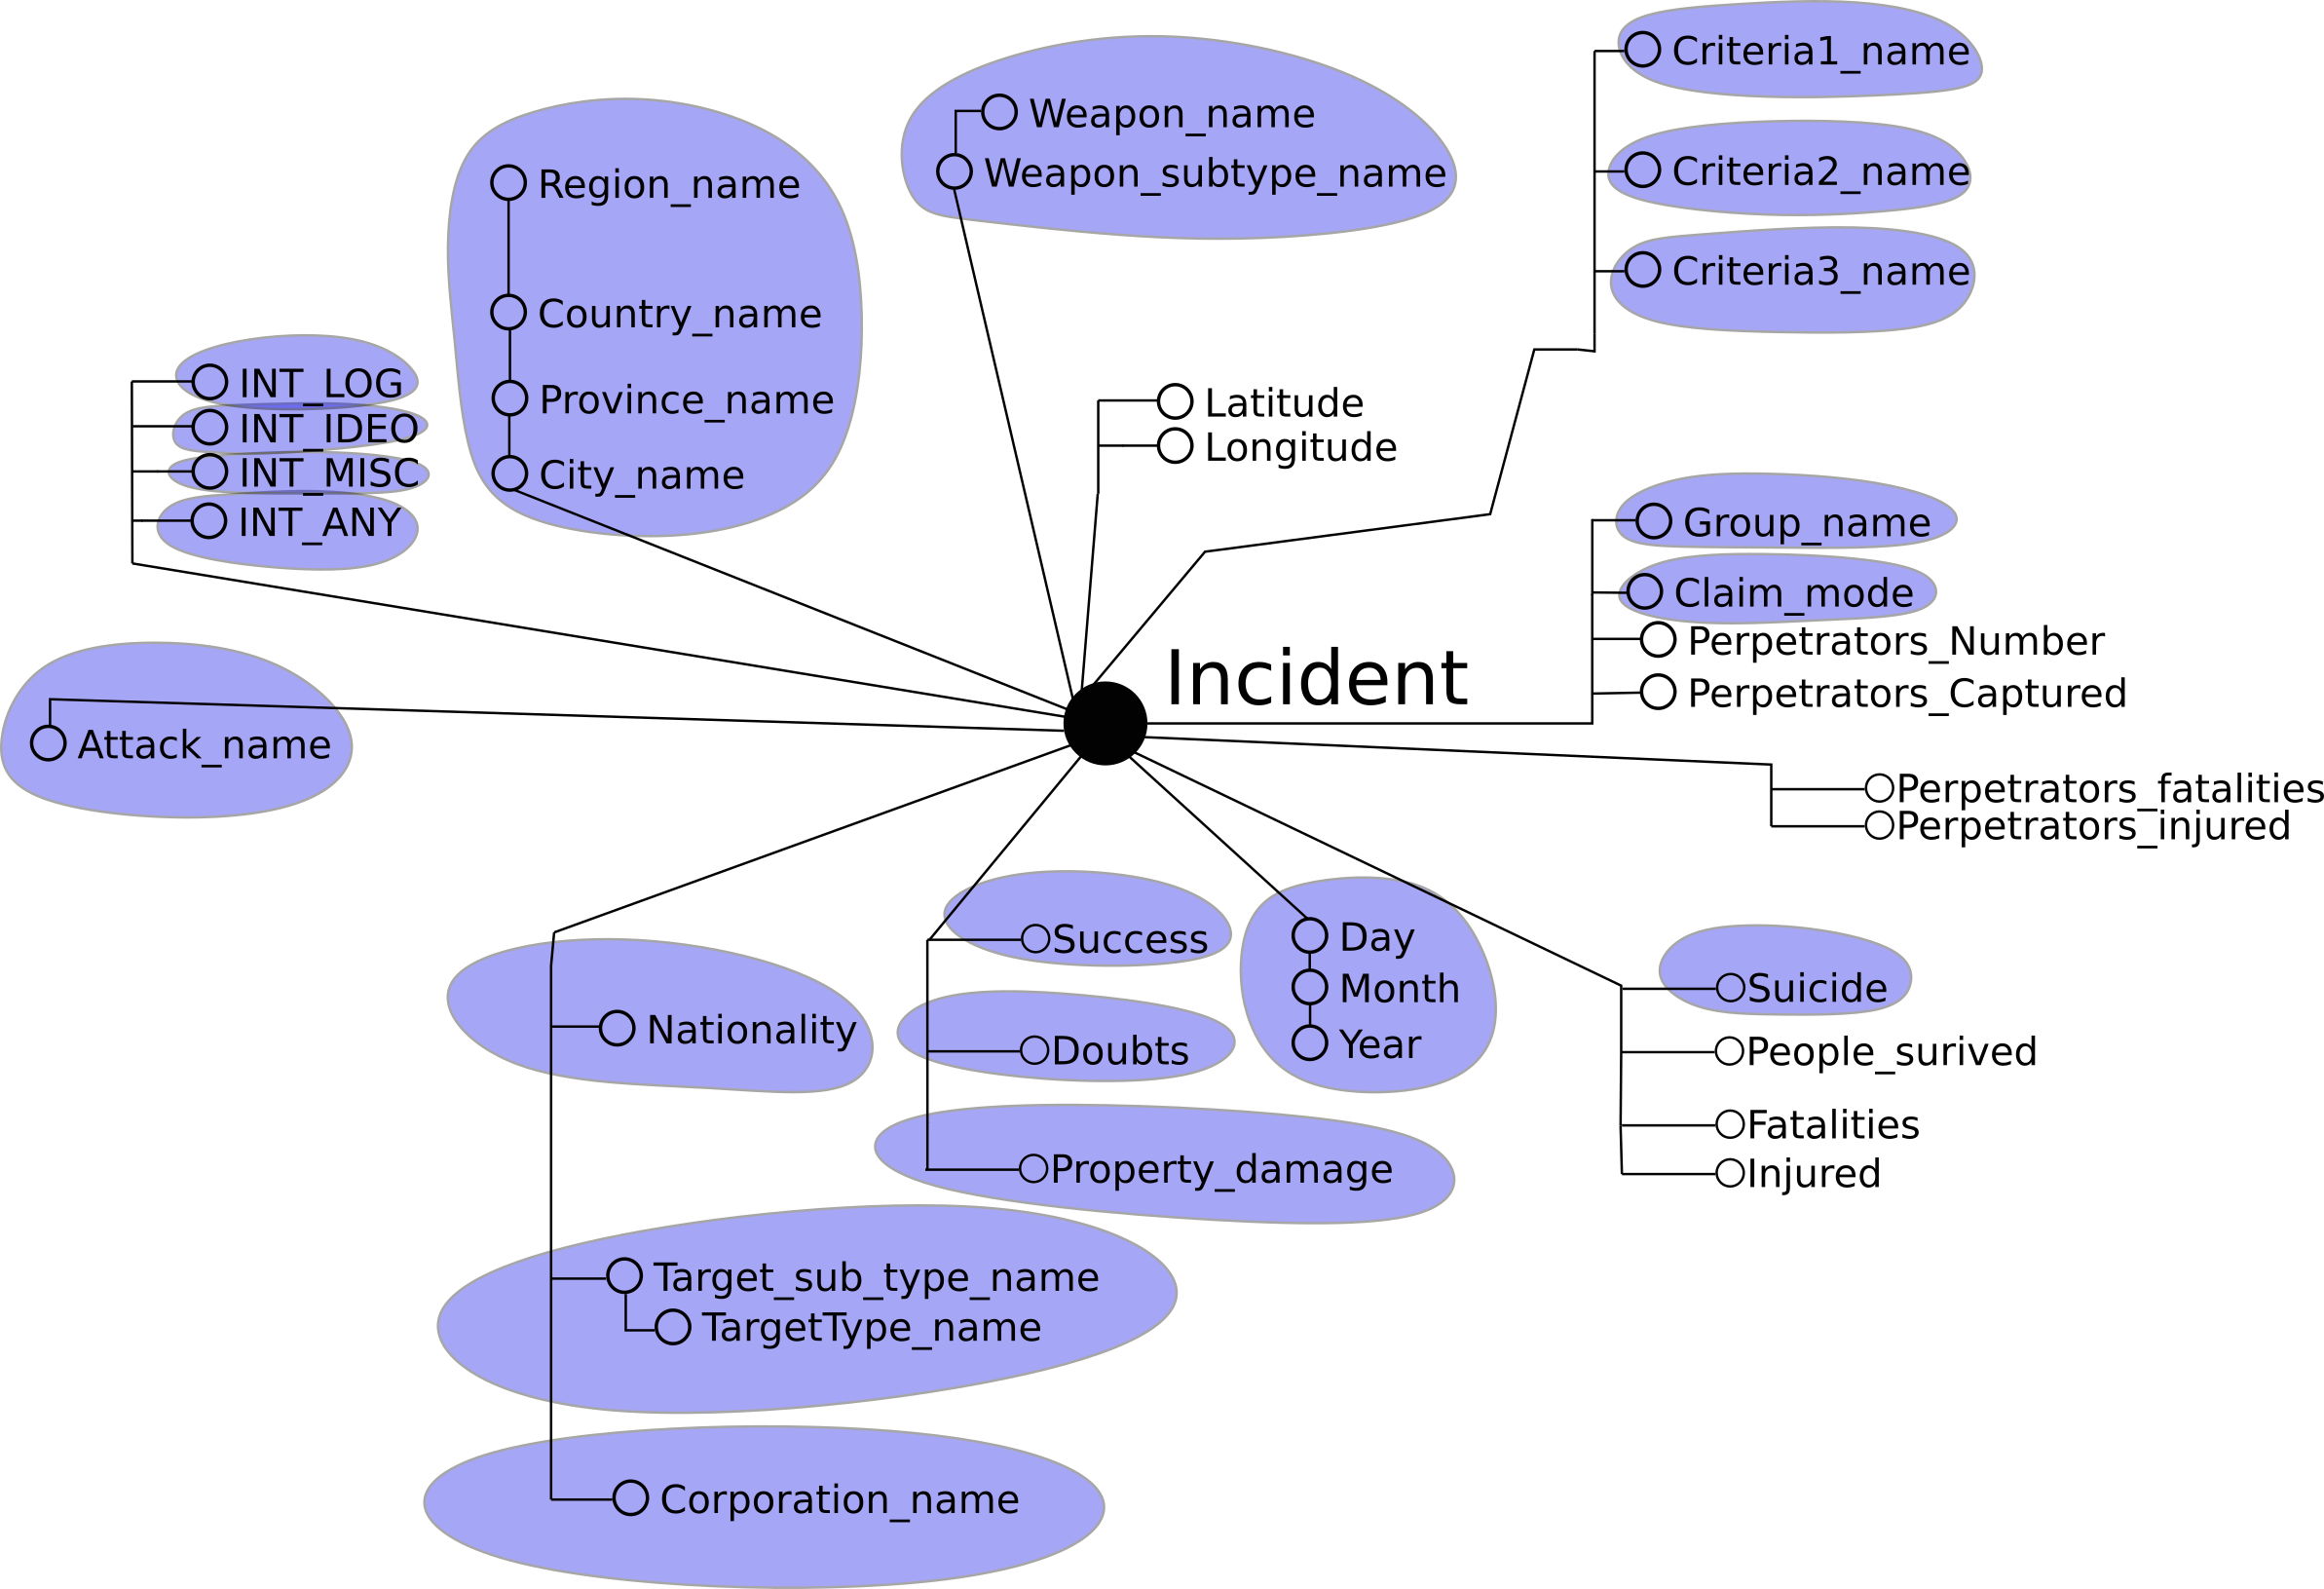 Criteria1_name
Criteria2_name
Criteria3_name
Weapon_name
Weapon_subtype_name
Region_name
Country_name
Province_name
City_name
INT_LOG
INT_IDEO
INT_MISC
INT_ANY
Latitude
Longitude
Group_name
Claim_mode
Perpetrators_Number
Perpetrators_Captured
Incident
Attack_name
Perpetrators_fatalities
Perpetrators_injured
Success
Doubts
Property_damage
Day
Month
Year
Suicide
People_surived
Fatalities
Injured
Nationality
Target_sub_type_name
TargetType_name
Corporation_name